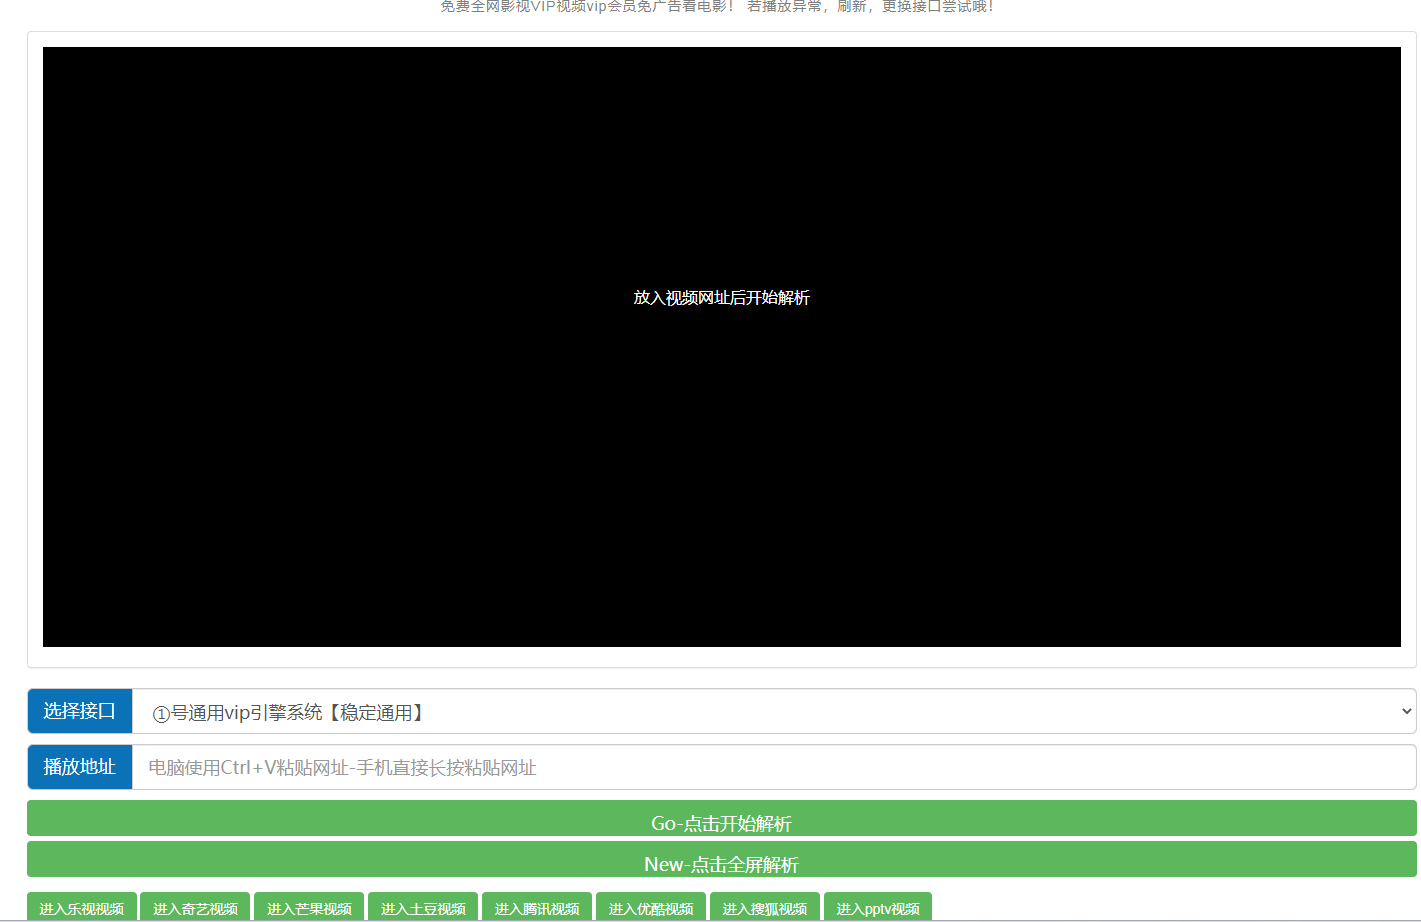 免费全网影视VIP视频vip会员免广告看电影！ 若播放异常，刷新，更换接口尝试哦！
放入视频网址后开始解析
选择接口 ①号通用vip引擎系统【稳定通用】
播放地址 电脑使用Ctrl+V粘贴网址-手机直接长按粘贴网址
Go-点击开始解析
New-点击全屏解析
进入乐视视频 进入奇艺视频 进入芒果视频 进入土豆视频 进入腾讯视频 进入优酷视频 进入搜狐视频 进入pptv视频